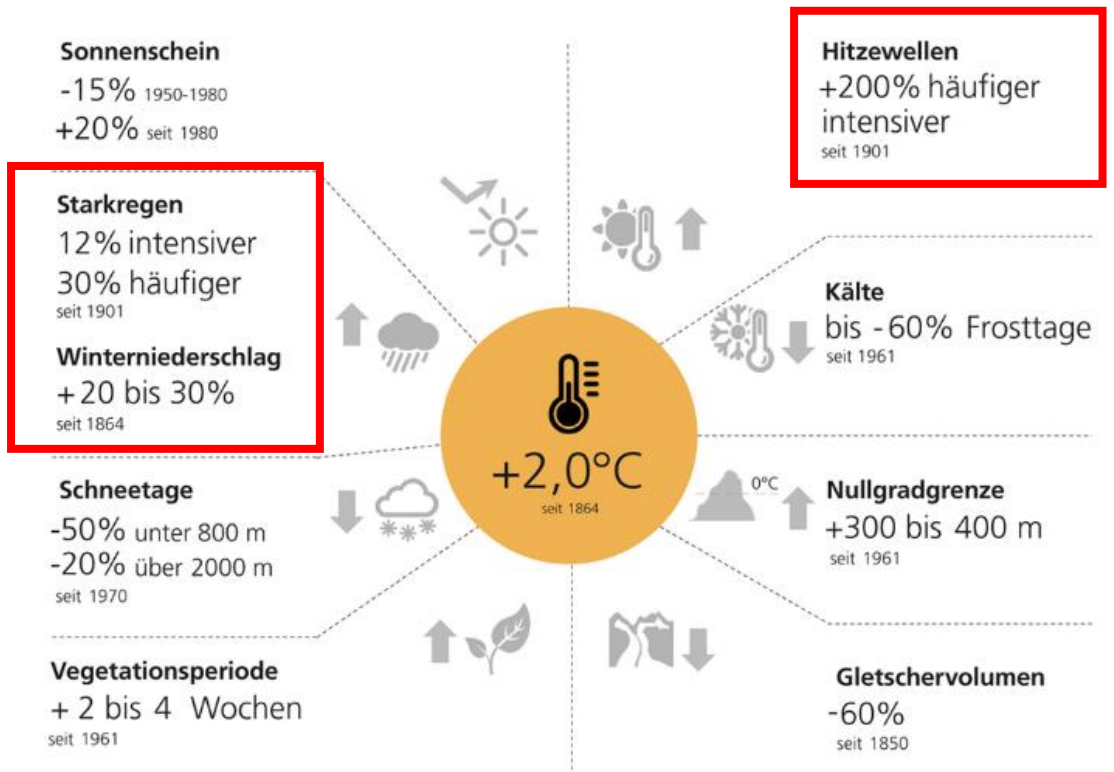 Sonnenschein
-15% 1950-1980
+20% seit 1980
Starkregen
12% intensiver
30% häufiger
seit 1901
Winterniederschlag
+20 bis 30%
seit 1864
Schneetage
-50% unter 800 m
-20% über 2000 m
seit 1970
Vegetationsperiode
+ 2 bis 4 Wochen
seit 1961
+2,0°C
seit 1864
Hitzewellen
+200% häufiger
intensiver
seit 1901
Kälte
bis -60% Frosttage
seit 1961
0°C
Nullgradgrenze
+300 bis 400 m
seit 1961
Gletschervolumen
-60%
seit 1850